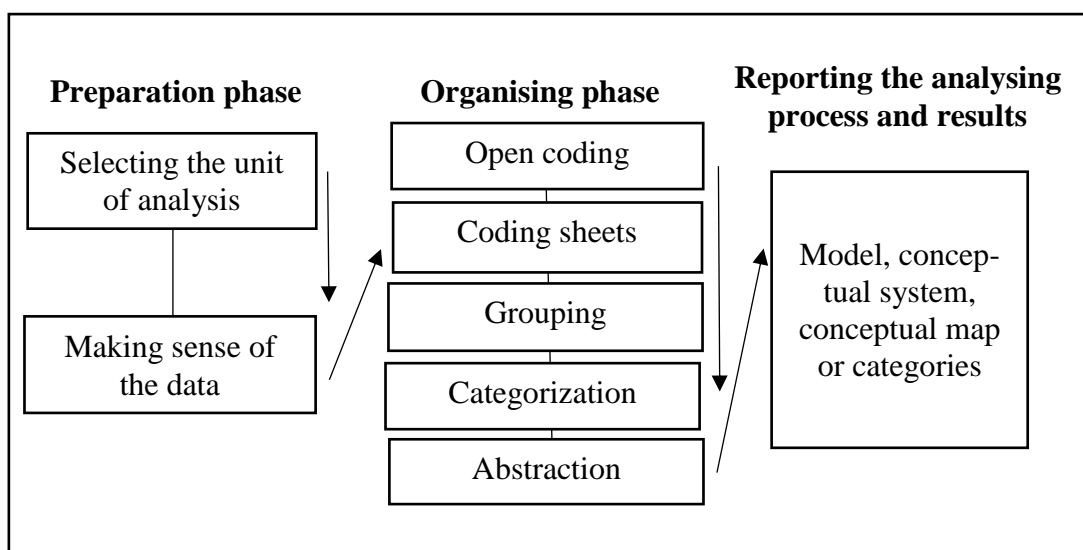 Preparation phase
Selecting the unit
of analysis
Making sense of
the data
Organising phase
Open coding
Coding sheets
Grouping
Categorization
Abstraction
Reporting the analysing
process and results
Model, concep-
tual system,
conceptual map
or categories